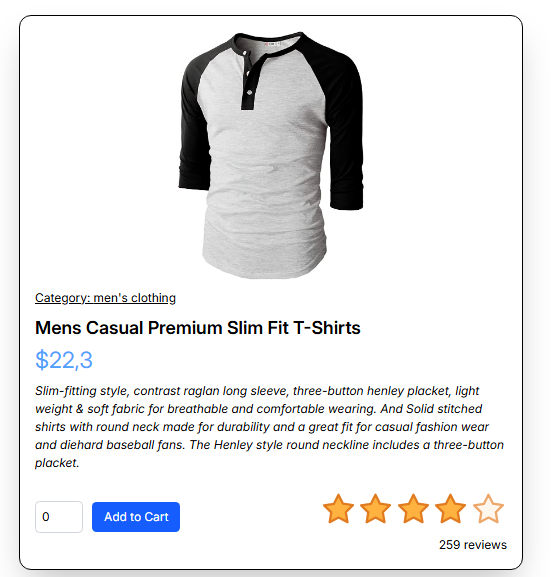 Category: men's clothing
Mens Casual Premium Slim Fit T-Shirts
$22,3
Slim-fitting style, contrast raglan long sleeve, three-button henley placket, light
weight & soft fabric for breathable and comfortable wearing. And Solid stitched
shirts with round neck made for durability and a great fit for casual fashion wear
and diehard baseball fans. The Henley style round neckline includes a three-button
placket.
0
Add to Cart
259 reviews